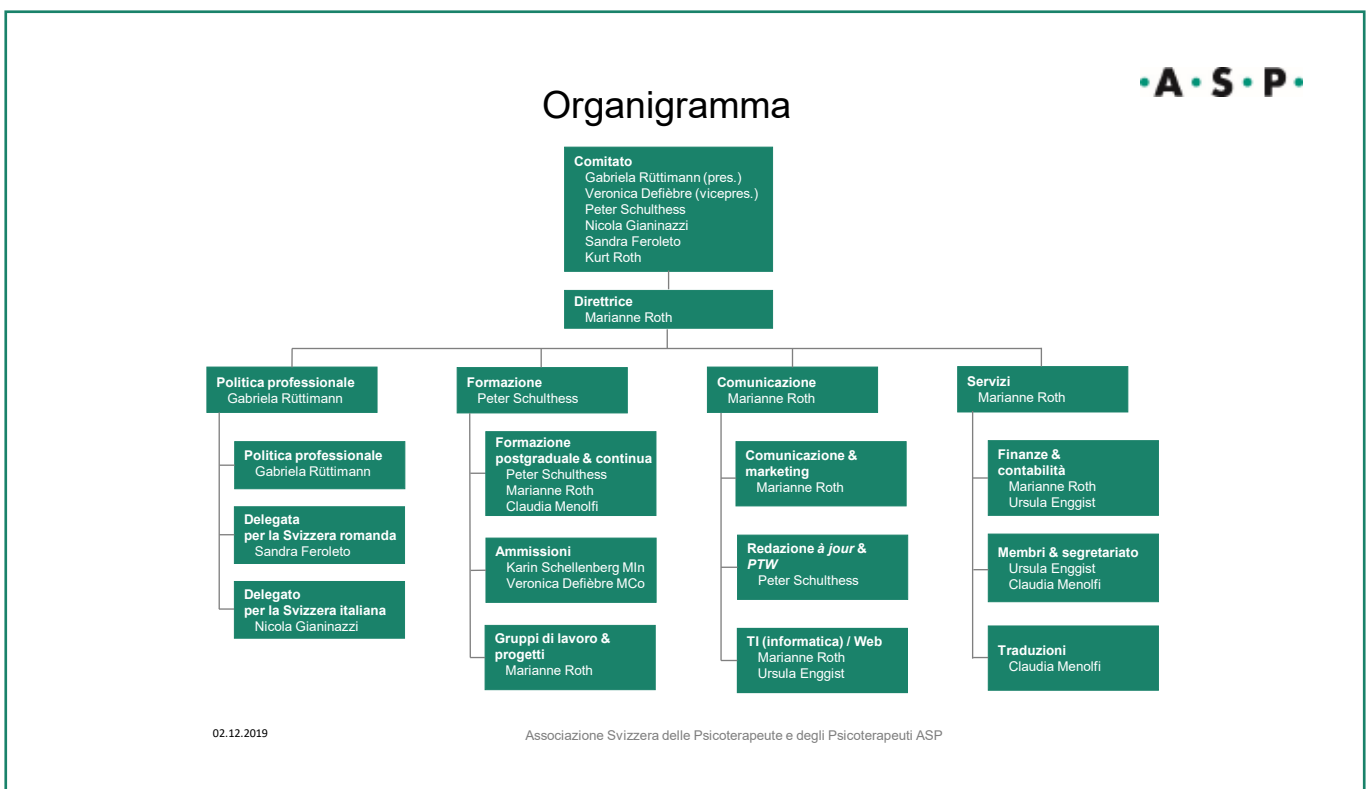 ·A·S·P·
Organigramma
Comitato
Gabriela Rüttimann (pres.)
Veronica Defièbre (vicepres.)
Peter Schulthess
Nicola Gianinazzi
Sandra Feroleto
Kurt Roth
Direttrice
Marianne Roth
Politica professionale
Gabriela Rüttimann
Politica professionale
Gabriela Rüttimann
Delegata
per la Svizzera romanda
Sandra Feroleto
Delegato
per la Svizzera italiana
Nicola Gianinazzi
Formazione
Peter Schulthess
Formazione
postgraduale & continua
Peter Schulthess
Marianne Roth
Claudia Menolfi
Ammissioni
Karin Schellenberg MIn
Veronica Defièbre MCo
Gruppi di lavoro &
progetti
Marianne Roth
Comunicazione
Marianne Roth
Comunicazione &
marketing
Marianne Roth
Redazione à jour &
PTW
Peter Schulthess
TI (informatica) / Web
Marianne Roth
Ursula Enggist
Servizi
Marianne Roth
Finanze &
contabilità
Marianne Roth
Ursula Enggist
Membri & segretariato
Ursula Enggist
Claudia Menolfi
Traduzioni
Claudia Menolfi
02.12.2019
Associazione Svizzera delle Psicoterapeute e degli Psicoterapeuti ASP